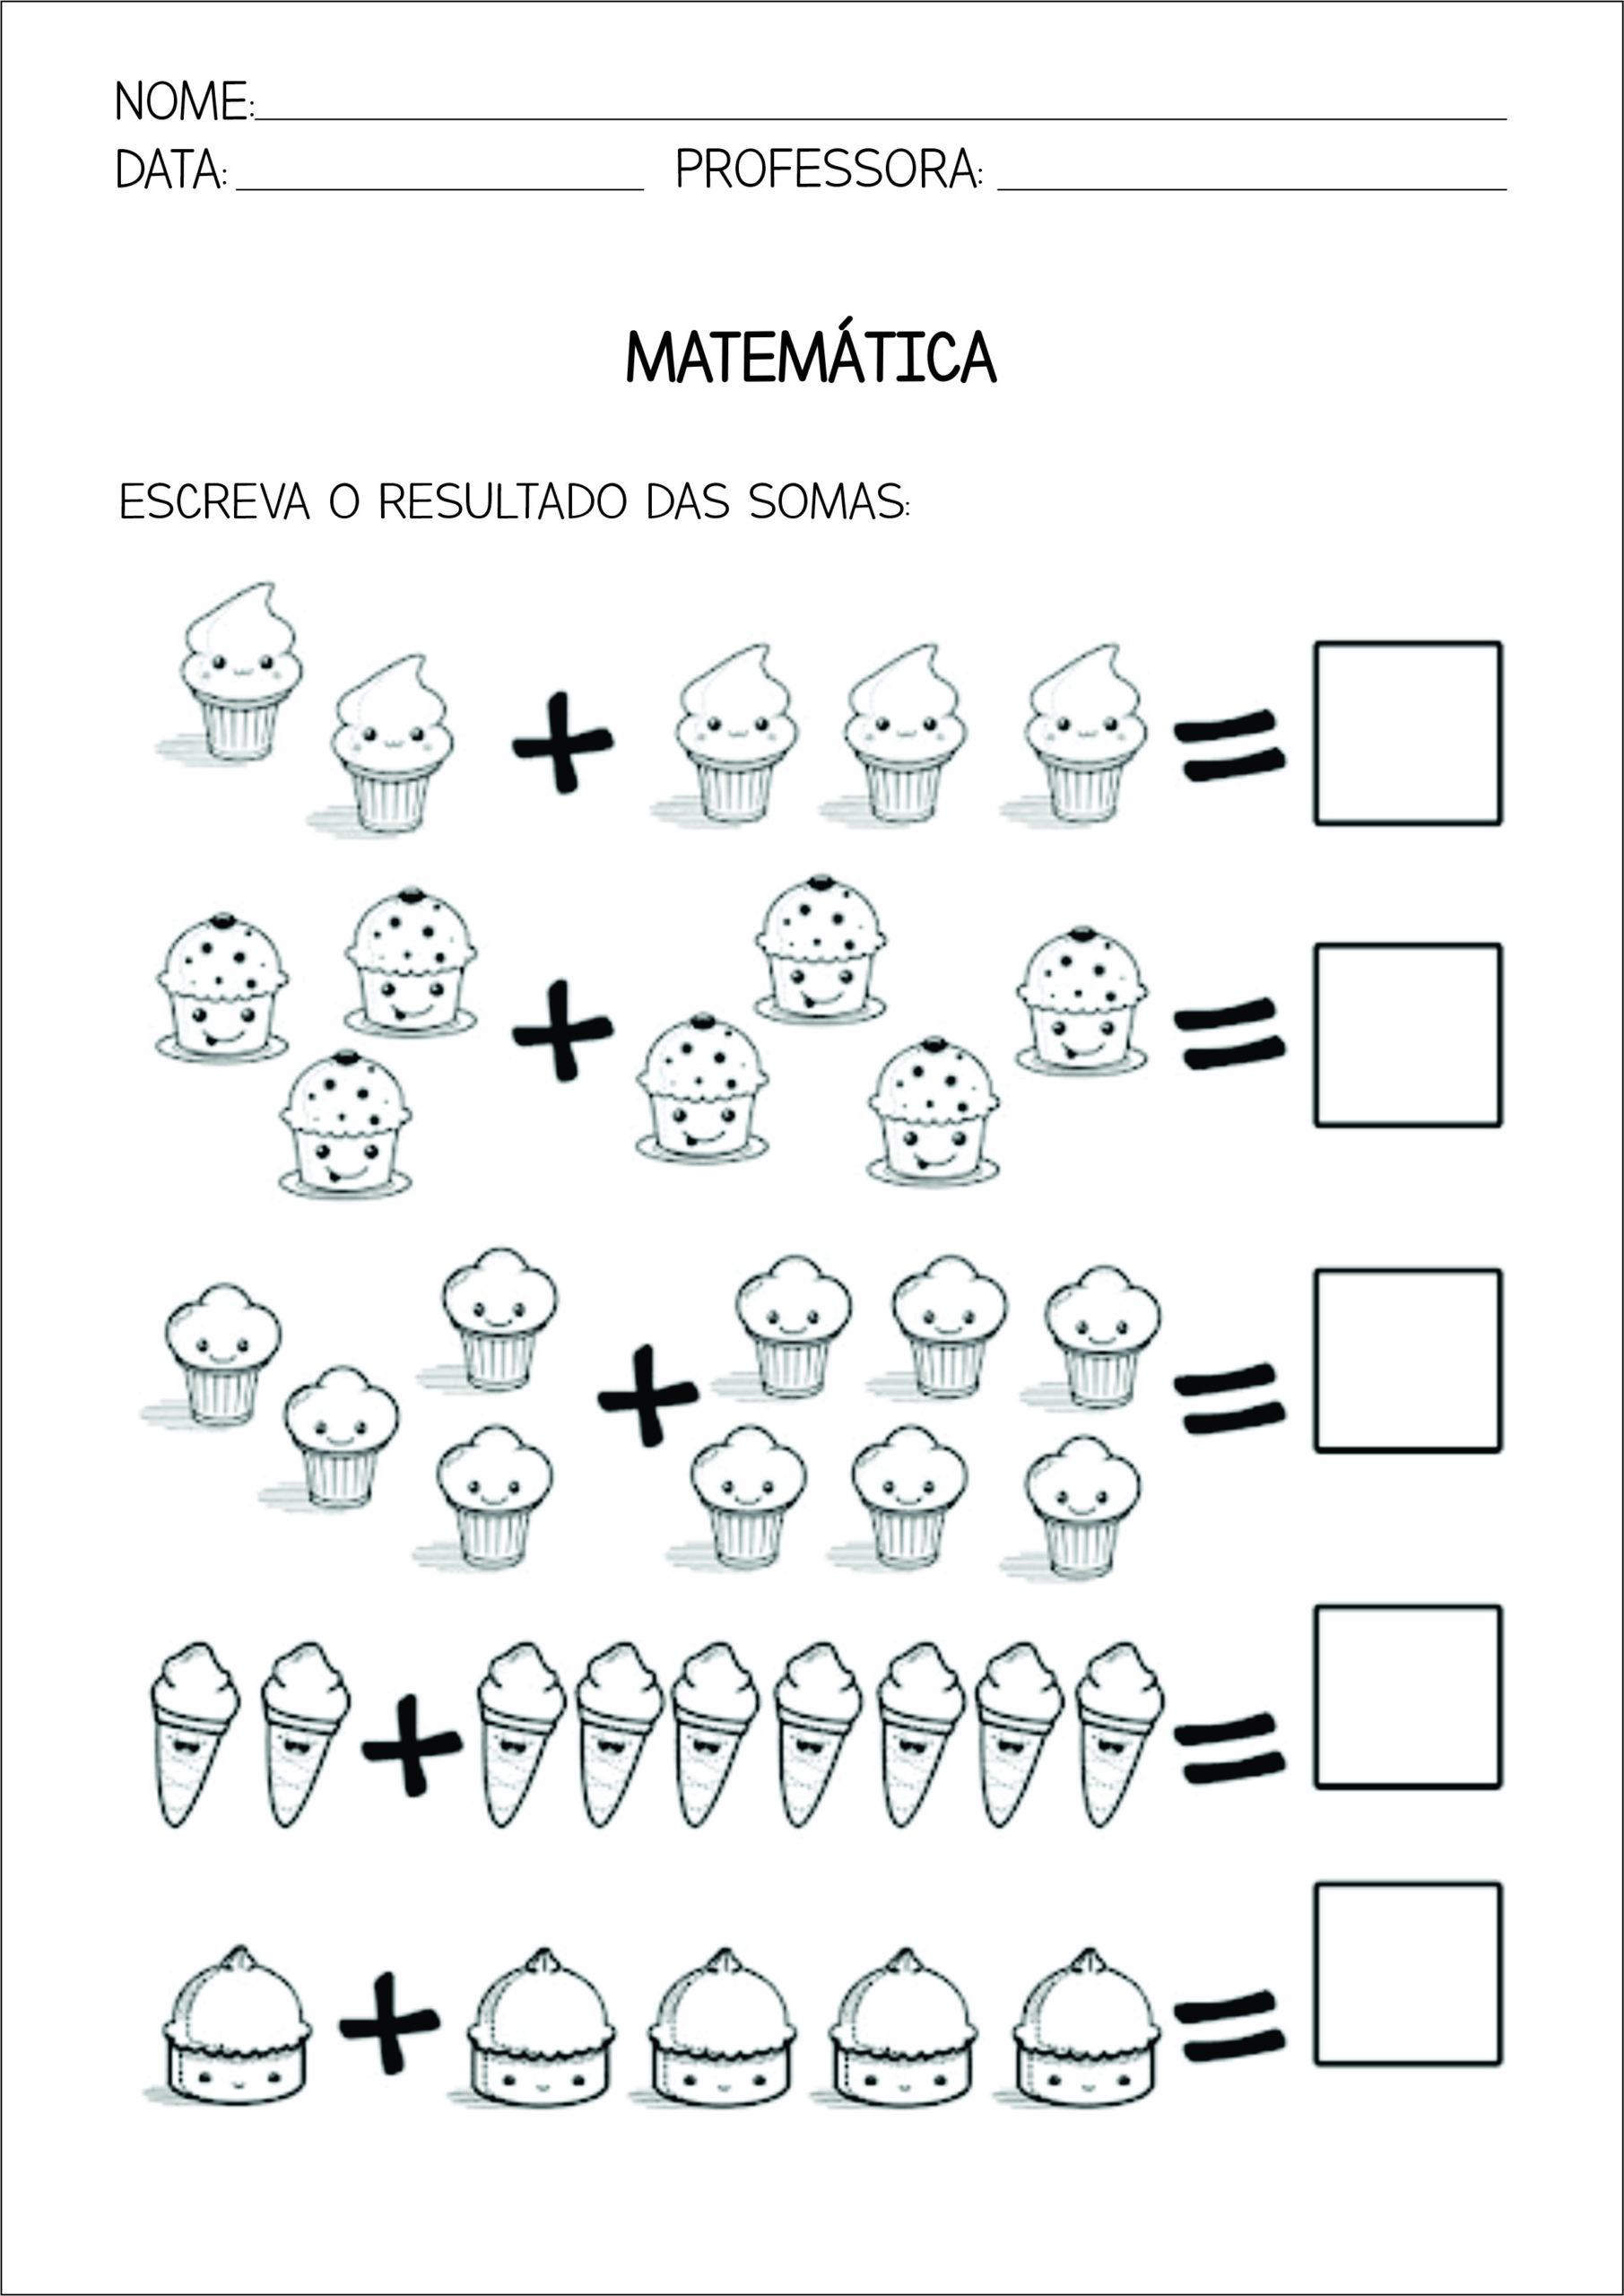 NOME:
DATA: PROFESSORA:
MATEMÁTICA
ESCREVA O RESULTADO DAS SOMAS:
+ =
+ =
+ =
+ =
+ =